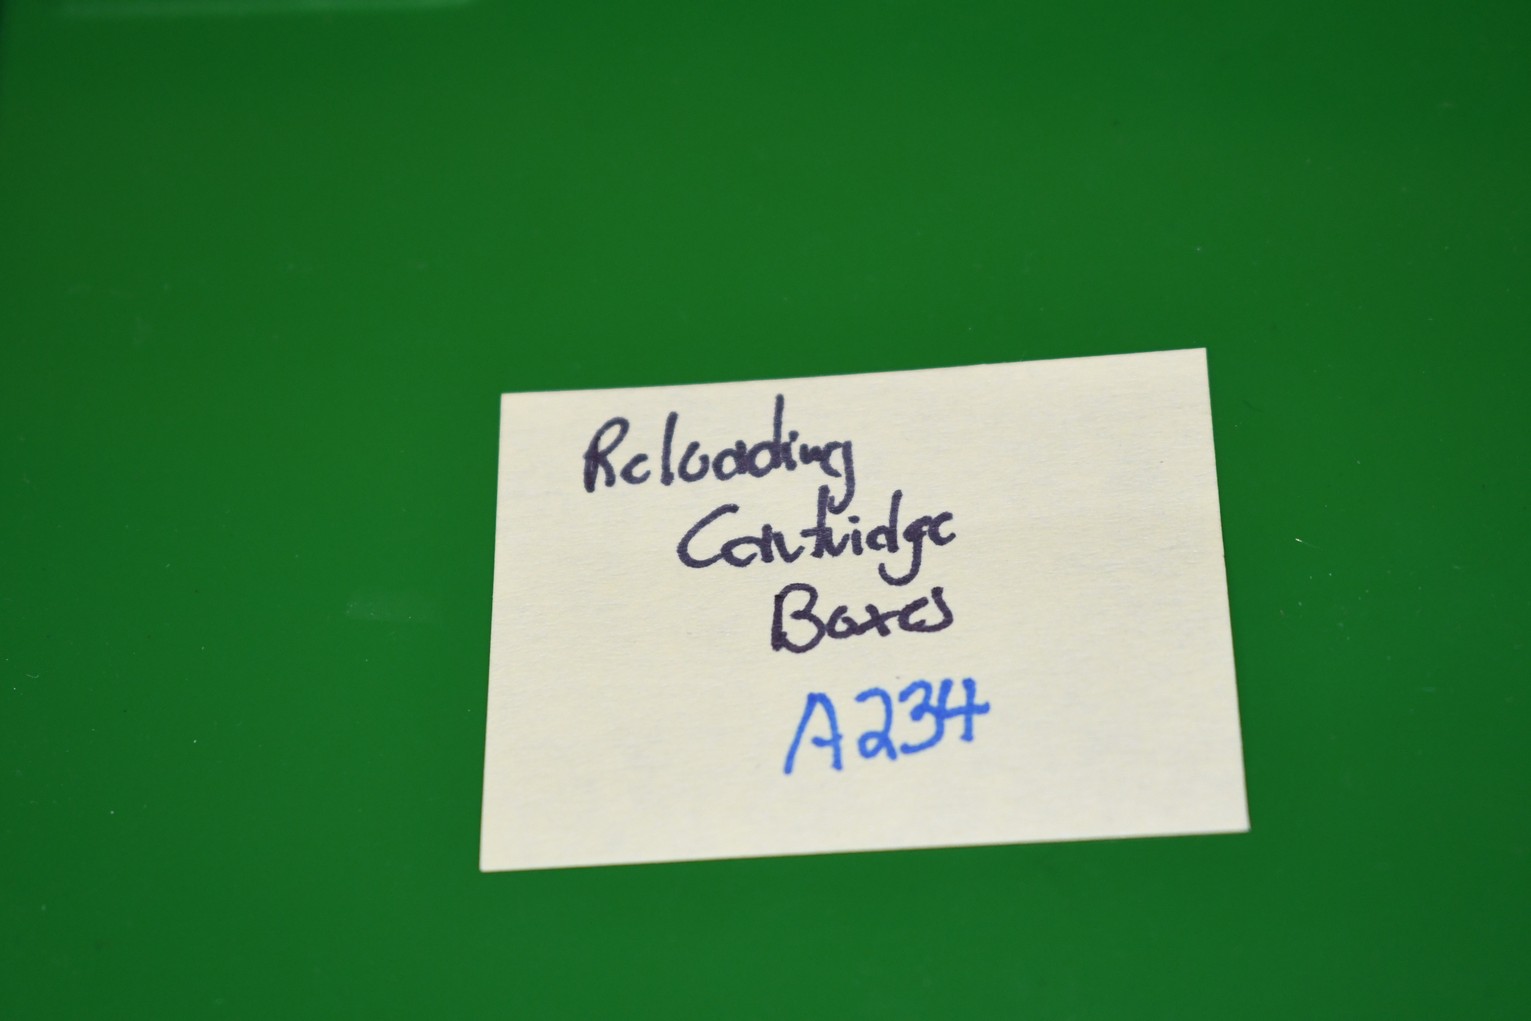 Reloading
Cartridge
Boxes
A234